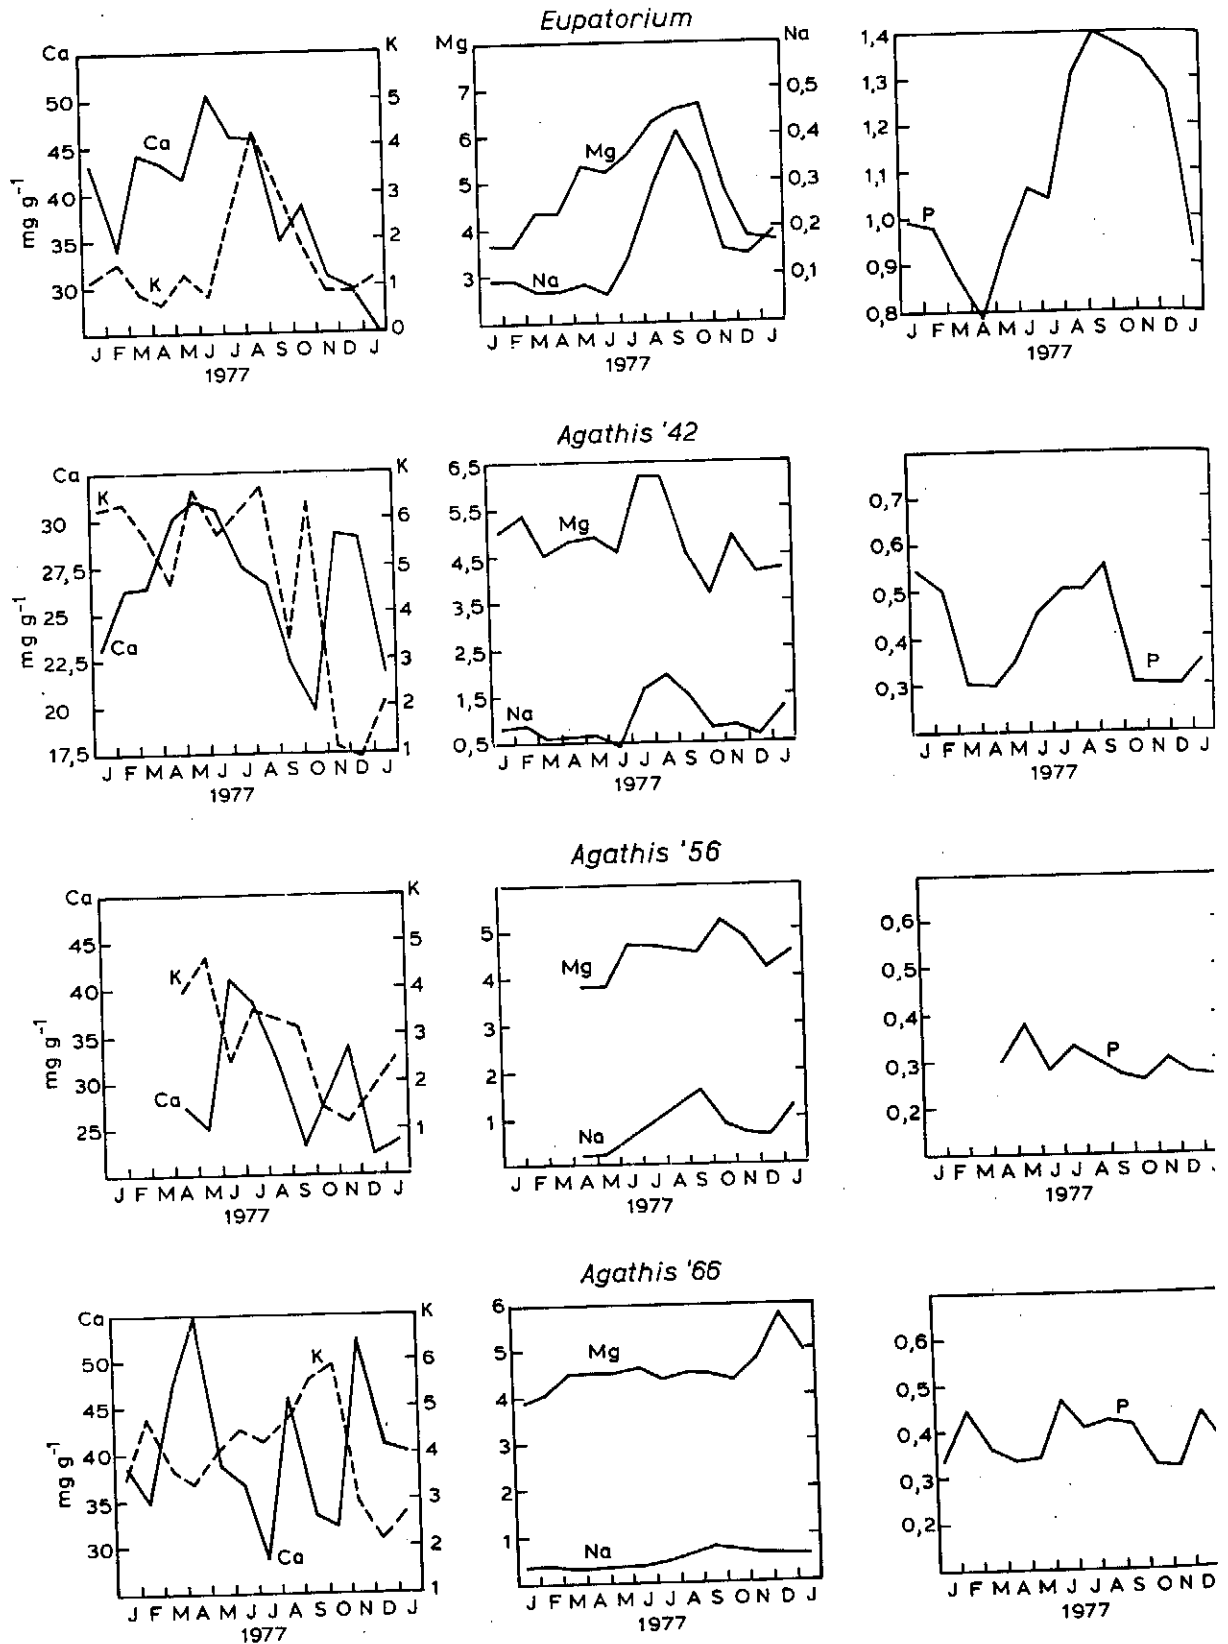 Eupatorium
Ca K Mg Na
50 45 40 35 30
mg g⁻¹
5 4 3 2 1 0
Ca
K
J F M A M J J A S O N D J
1977
7 6 5 4 3
0,5 0,4 0,3 0,2 0,1
Mg
Na
J F M A M J J A S O N D J
1977
1,4 1,3 1,2 1,1 1,0 0,9 0,8
P
J F M A M J J A S O N D J
1977
Agathis '42
Ca K
30 27,5 25 22,5 20 17,5
mg g⁻¹
6 5 4 3 2 1
K
Ca
J F M A M J J A S O N D J
1977
6,5 5,5 4,5 3,5 2,5 1,5 0,5
Mg
Na
J F M A M J J A S O N D J
1977
0,7 0,6 0,5 0,4 0,3
P
J F M A M J J A S O N D J
1977
Agathis '56
Ca K
45 40 35 30 25
mg g⁻¹
5 4 3 2 1
K
Ca
J F M A M J J A S O N D J
1977
5 4 3 2 1
Mg
Na
J F M A M J J A S O N D J
1977
0,6 0,5 0,4 0,3 0,2
P
J F M A M J J A S O N D
1977
Agathis '66
Ca K
50 45 40 35 30
mg g⁻¹
6 5 4 3 2 1
K
Ca
J F M A M J J A S O N D J
1977
6 5 4 3 2 1
Mg
Na
J F M A M J J A S O N D J
1977
0,6 0,5 0,4 0,3 0,2
P
J F M A M J J A S O N D
1977